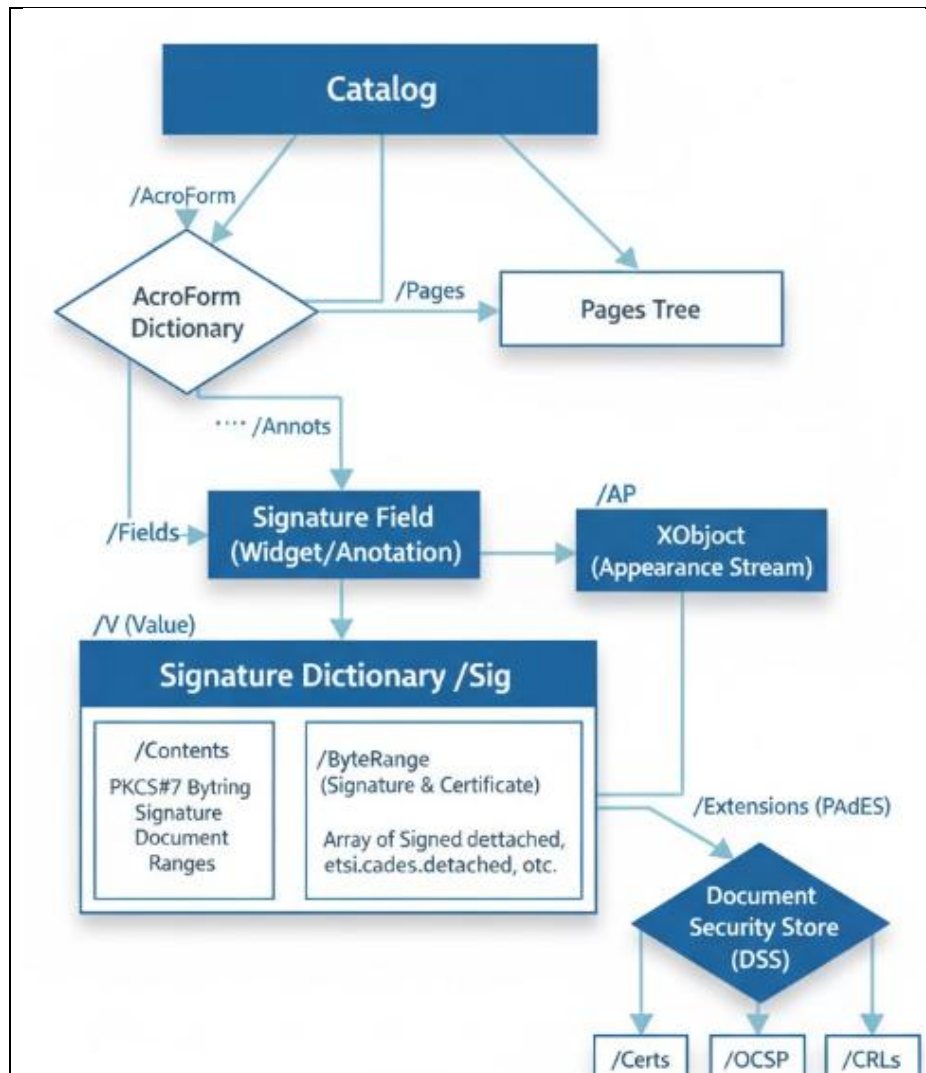 Catalog
/AcroForm
AcroForm
Dictionary
/Pages
Pages Tree
···· /Annots
/Fields
Signature Field
(Widget/Anotation)
/AP
XObjoct
(Appearance Stream)
/V (Value)
Signature Dictionary /Sig
/Contents
PKCS#7 Bytring
Signature
Document
Ranges
/ByteRange
(Signature & Certificate)
Array of Signed dettached,
etsi.cades.detached, otc.
/Extensions (PAdES)
Document
Security Store
(DSS)
/Certs
/OCSP
/CRLs